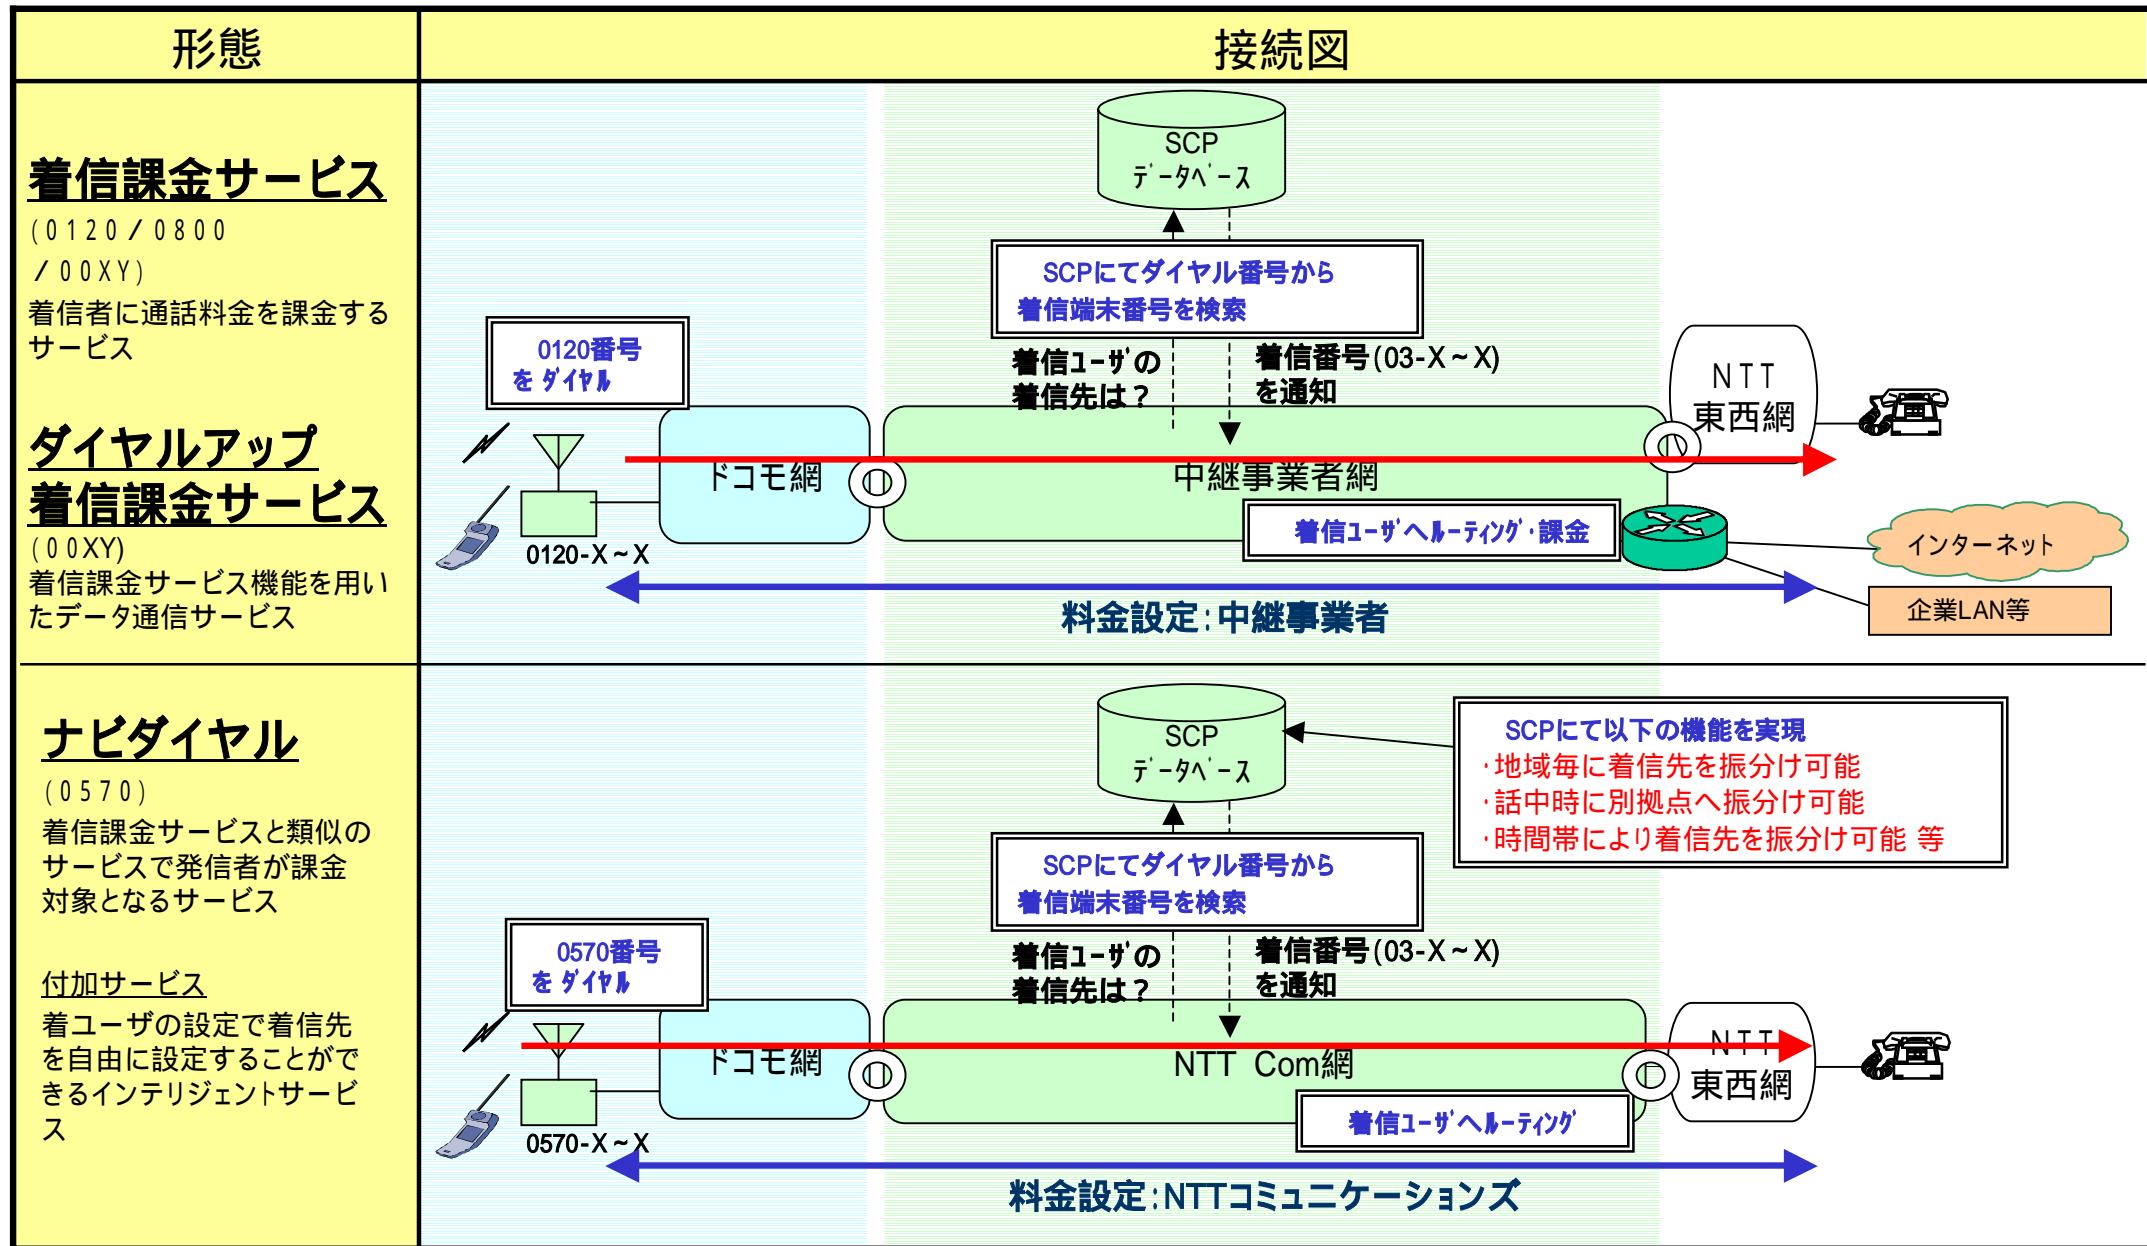 形態
接続図
着信課金サービス
(0120/0800
/00XY)
着信者に通話料金を課金する
サービス
ダイヤルアップ
着信課金サービス
(00XY)
着信課金サービス機能を用い
たデータ通信サービス
SCP
ﾃﾞｰﾀﾍﾞｰｽ
SCPにてダイヤル番号から
着信端末番号を検索
0120番号
を ﾀﾞｲﾔﾙ
着信ﾕｰｻﾞの
着信先は？
着信番号(03-X~X)
を通知
NTT
東西網
ドコモ網
中継事業者網
着信ﾕｰｻﾞへﾙｰﾃｨﾝｸﾞ･課金
0120-X~X
インターネット
企業LAN等
料金設定:中継事業者
ナビダイヤル
(0570)
着信課金サービスと類似の
サービスで発信者が課金
対象となるサービス
付加サービス
着ユーザの設定で着信先
を自由に設定することがで
きるインテリジェントサービ
ス
SCP
ﾃﾞｰﾀﾍﾞｰｽ
SCPにて以下の機能を実現
･地域毎に着信先を振分け可能
･話中時に別拠点へ振分け可能
･時間帯により着信先を振分け可能 等
SCPにてダイヤル番号から
着信端末番号を検索
0570番号
を ﾀﾞｲﾔﾙ
着信ﾕｰｻﾞの
着信先は？
着信番号(03-X~X)
を通知
ドコモ網
NTT Com網
NTT
東西網
着信ﾕｰｻﾞへﾙｰﾃｨﾝｸﾞ
0570-X~X
料金設定:NTTコミュニケーションズ